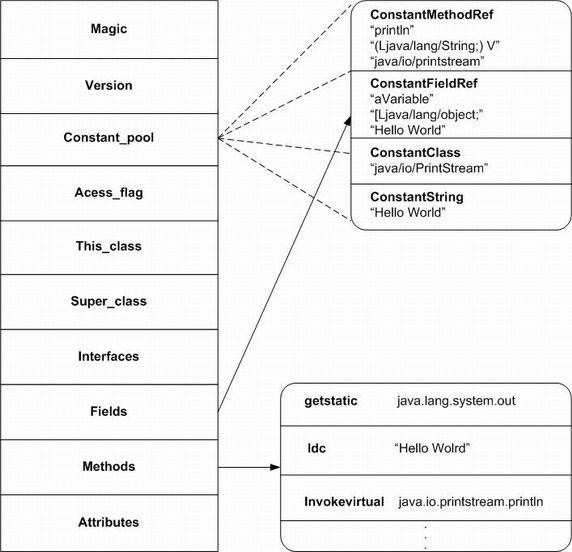 Magic
Version
Constant_pool
Acess_flag
This_class
Super_class
Interfaces
Fields
Methods
Attributes
ConstantMethodRef
“println”
“(Ljava/lang/String;) V”
“java/io/printstream”
ConstantFieldRef
“aVariable”
“[Ljava/lang/object;”
“Hello World”
ConstantClass
“java/io/PrintStream”
ConstantString
“Hello World”
getstatic java.lang.system.out
ldc “Hello Wolrd”
Invokevirtual java.io.printstream.println